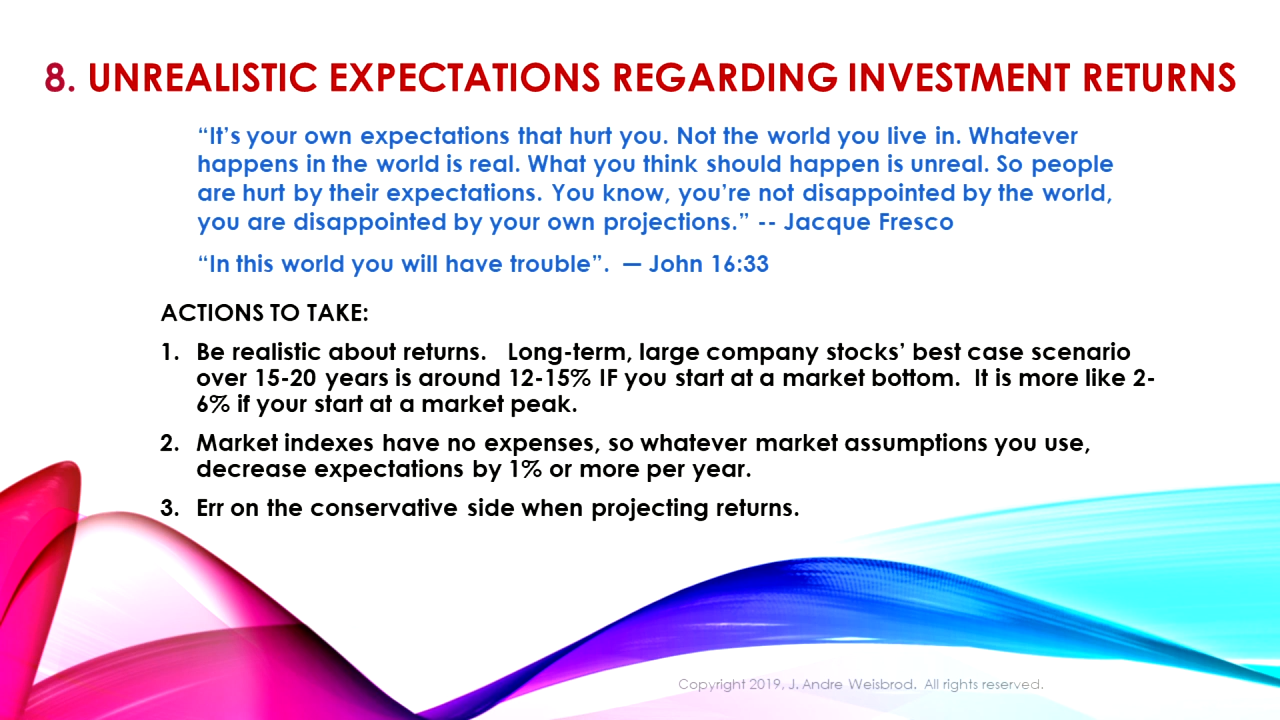 8. UNREALISTIC EXPECTATIONS REGARDING INVESTMENT RETURNS
“It’s your own expectations that hurt you. Not the world you live in. Whatever
happens in the world is real. What you think should happen is unreal. So people
are hurt by their expectations. You know, you’re not disappointed by the world,
you are disappointed by your own projections.” -- Jacque Fresco
“In this world you will have trouble”. — John 16:33
ACTIONS TO TAKE:
1. Be realistic about returns. Long-term, large company stocks’ best case scenario
over 15-20 years is around 12-15% IF you start at a market bottom. It is more like 2-
6% if your start at a market peak.
2. Market indexes have no expenses, so whatever market assumptions you use,
decrease expectations by 1% or more per year.
3. Err on the conservative side when projecting returns.
Copyright 2019, J. Andre Weisbrod. All rights reserved.